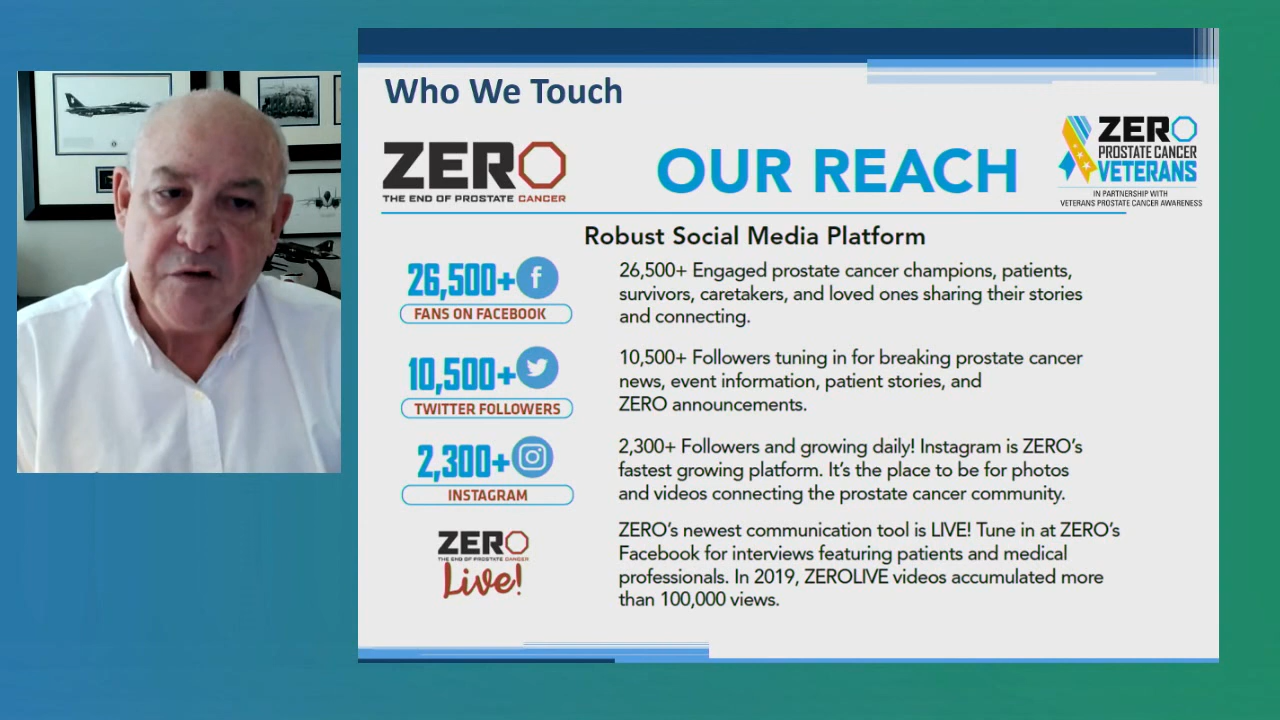 Who We Touch
ZERO
THE END OF PROSTATE CANCER
OUR REACH
ZERO
PROSTATE CANCER
VETERANS
IN PARTNERSHIP WITH
VETERANS PROSTATE CANCER AWARENESS
Robust Social Media Platform
26,500+
FANS ON FACEBOOK
26,500+ Engaged prostate cancer champions, patients,
survivors, caretakers, and loved ones sharing their stories
and connecting.
10,500+
TWITTER FOLLOWERS
10,500+ Followers tuning in for breaking prostate cancer
news, event information, patient stories, and
ZERO announcements.
2,300+
INSTAGRAM
2,300+ Followers and growing daily! Instagram is ZERO’s
fastest growing platform. It’s the place to be for photos
and videos connecting the prostate cancer community.
ZERO
THE END OF PROSTATE CANCER
Live!
ZERO’s newest communication tool is LIVE! Tune in at ZERO’s
Facebook for interviews featuring patients and medical
professionals. In 2019, ZEROLIVE videos accumulated more
than 100,000 views.